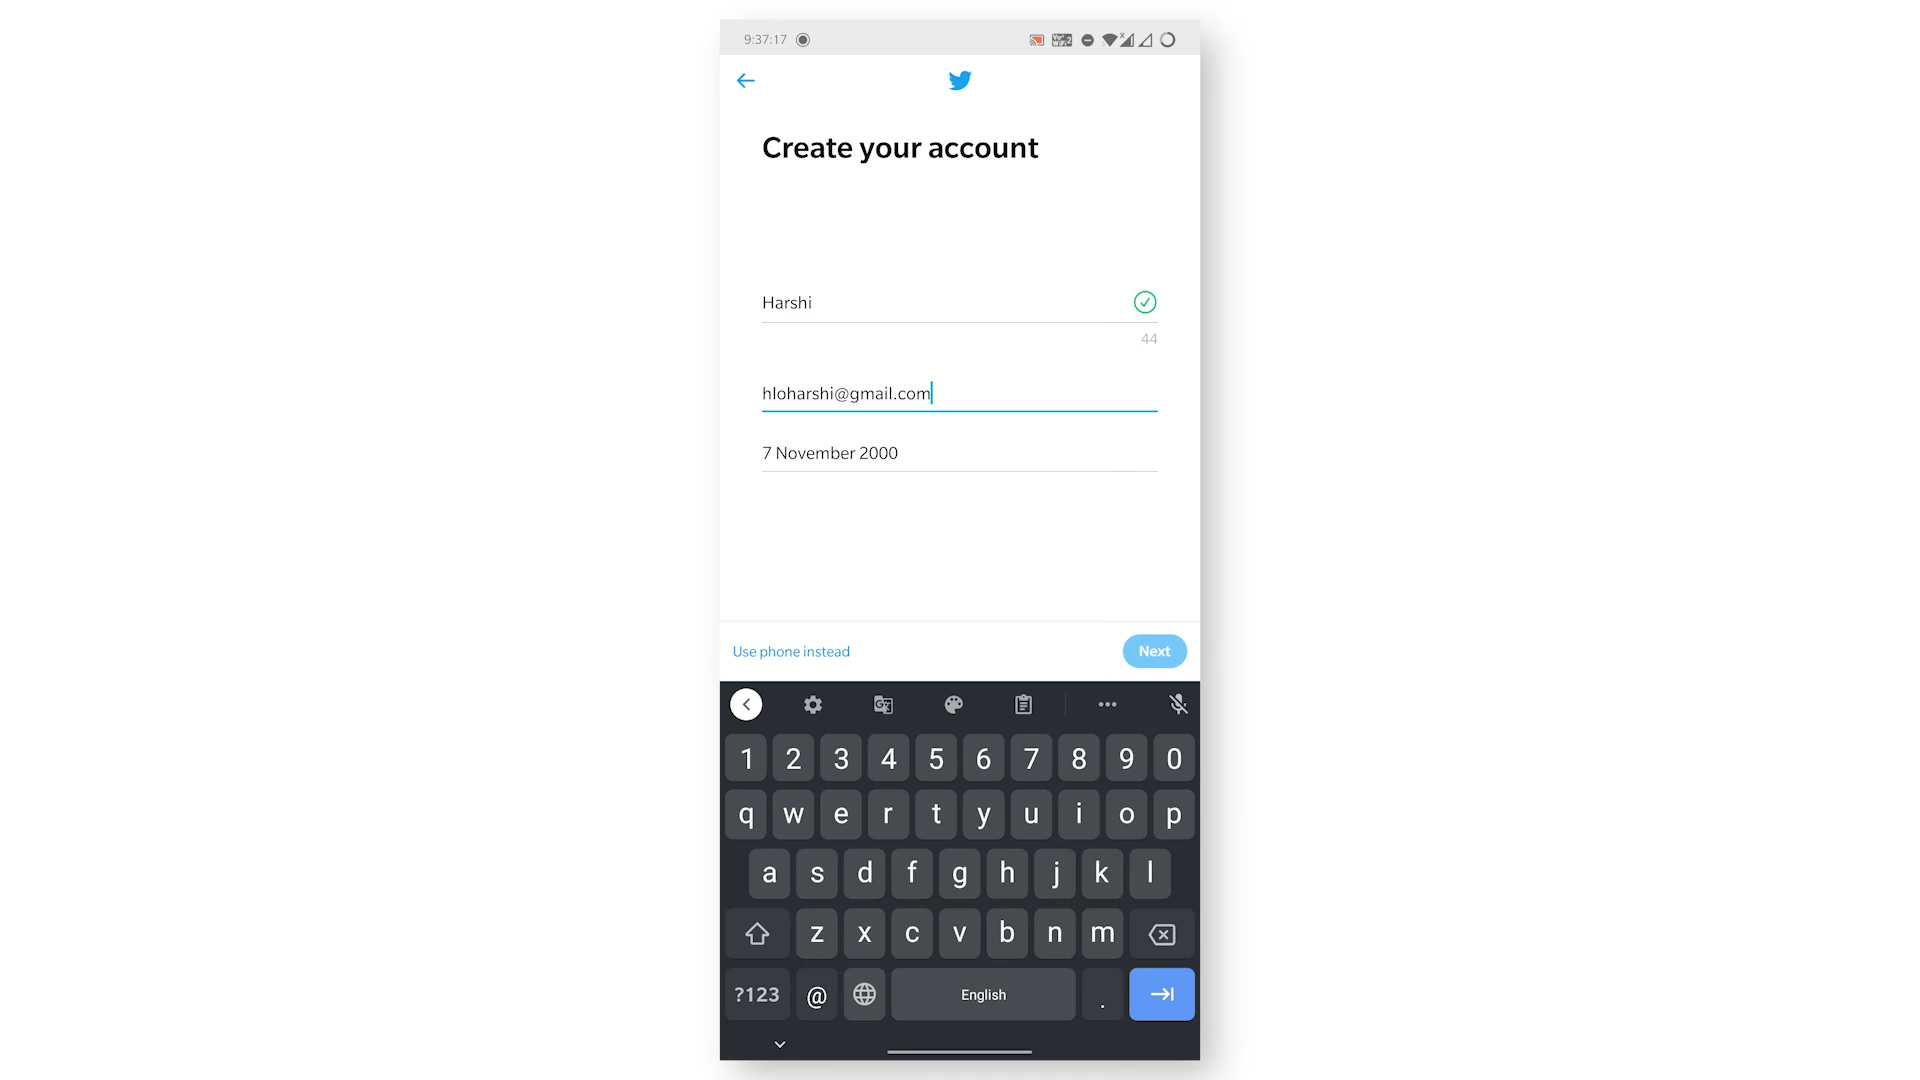 9:37:17
Create your account
Harshi
44
hloharshi@gmail.com
7 November 2000
Use phone instead
Next
1 2 3 4 5 6 7 8 9 0
q w e r t y u i o p
a s d f g h j k l
z x c v b n m
?123 @ English .